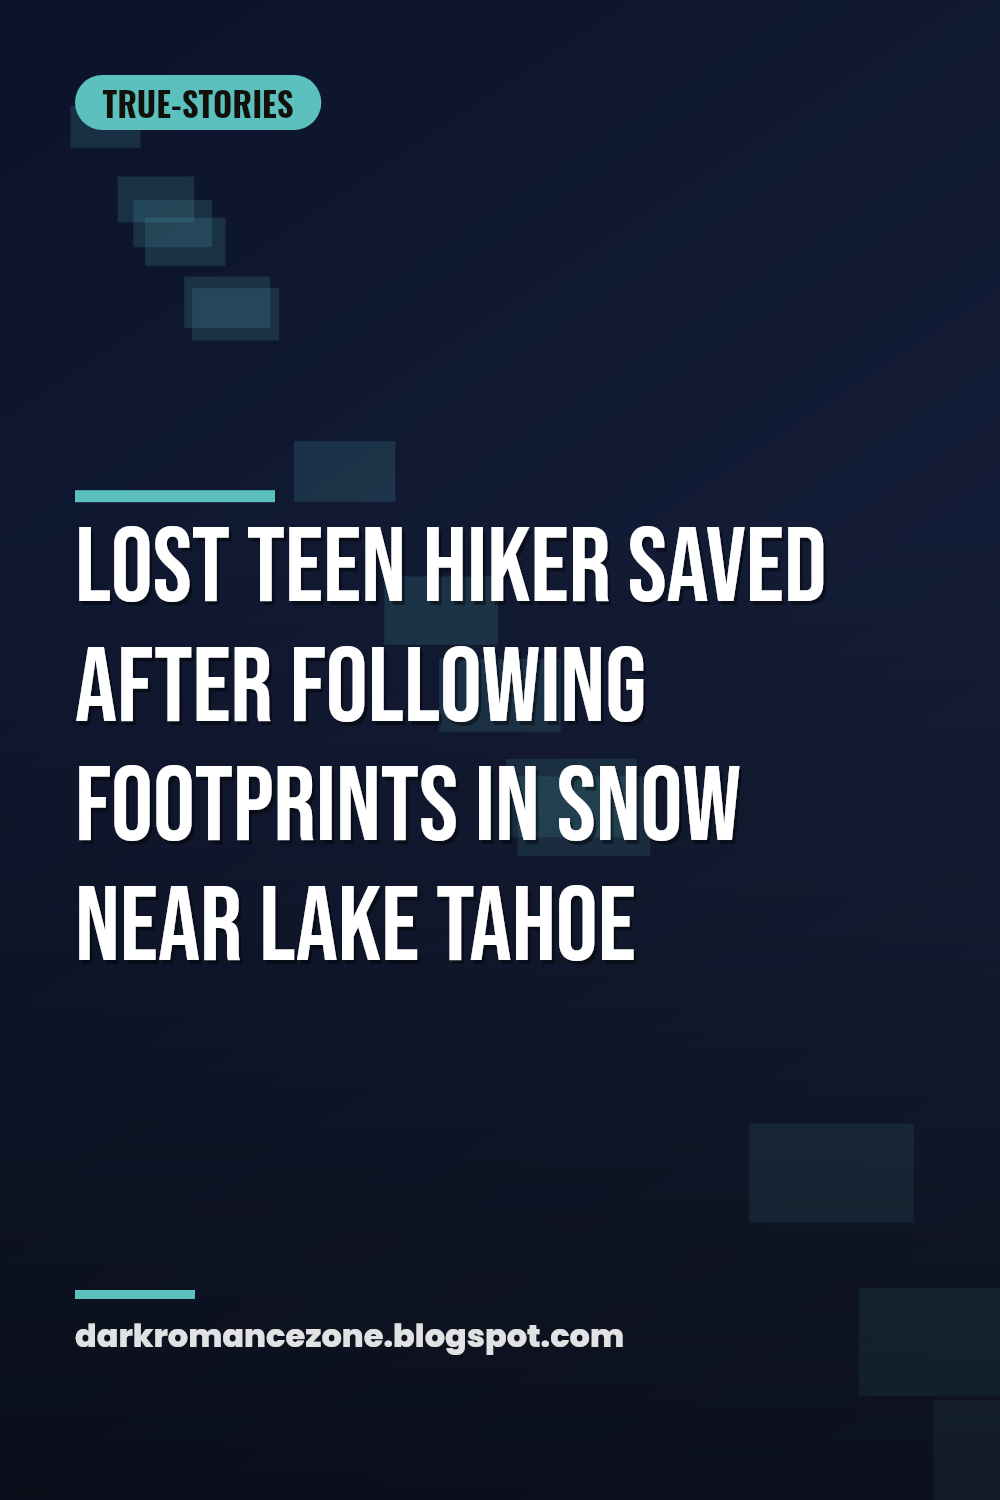 TRUE-STORIES
LOST TEEN HIKER SAVED
AFTER FOLLOWING
FOOTPRINTS IN SNOW
NEAR LAKE TAHOE
darkromancezone.blogspot.com